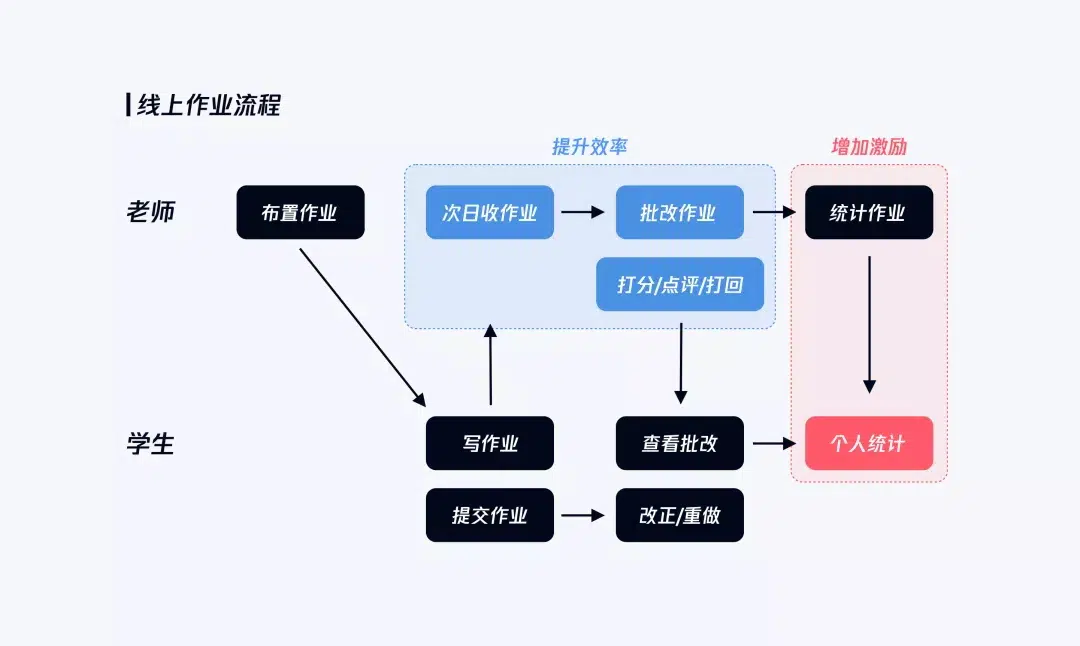 线上作业流程
提升效率
增加激励
老师
布置作业
次日收作业
批改作业
统计作业
打分/点评/打回
学生
写作业
查看批改
个人统计
提交作业
改正/重做